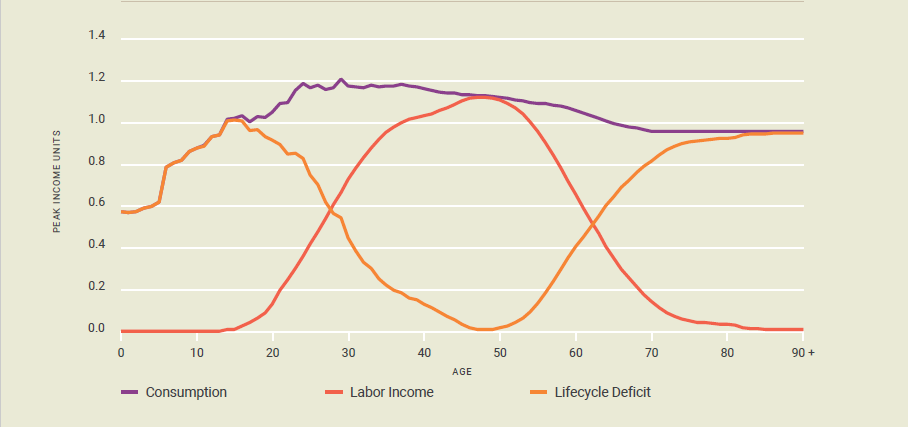 1.4
1.2
1.0
0.8
0.6
0.4
0.2
0.0
PEAK INCOME UNITS
0 10 20 30 40 50 60 70 80 90 +
AGE
Consumption Labor Income Lifecycle Deficit